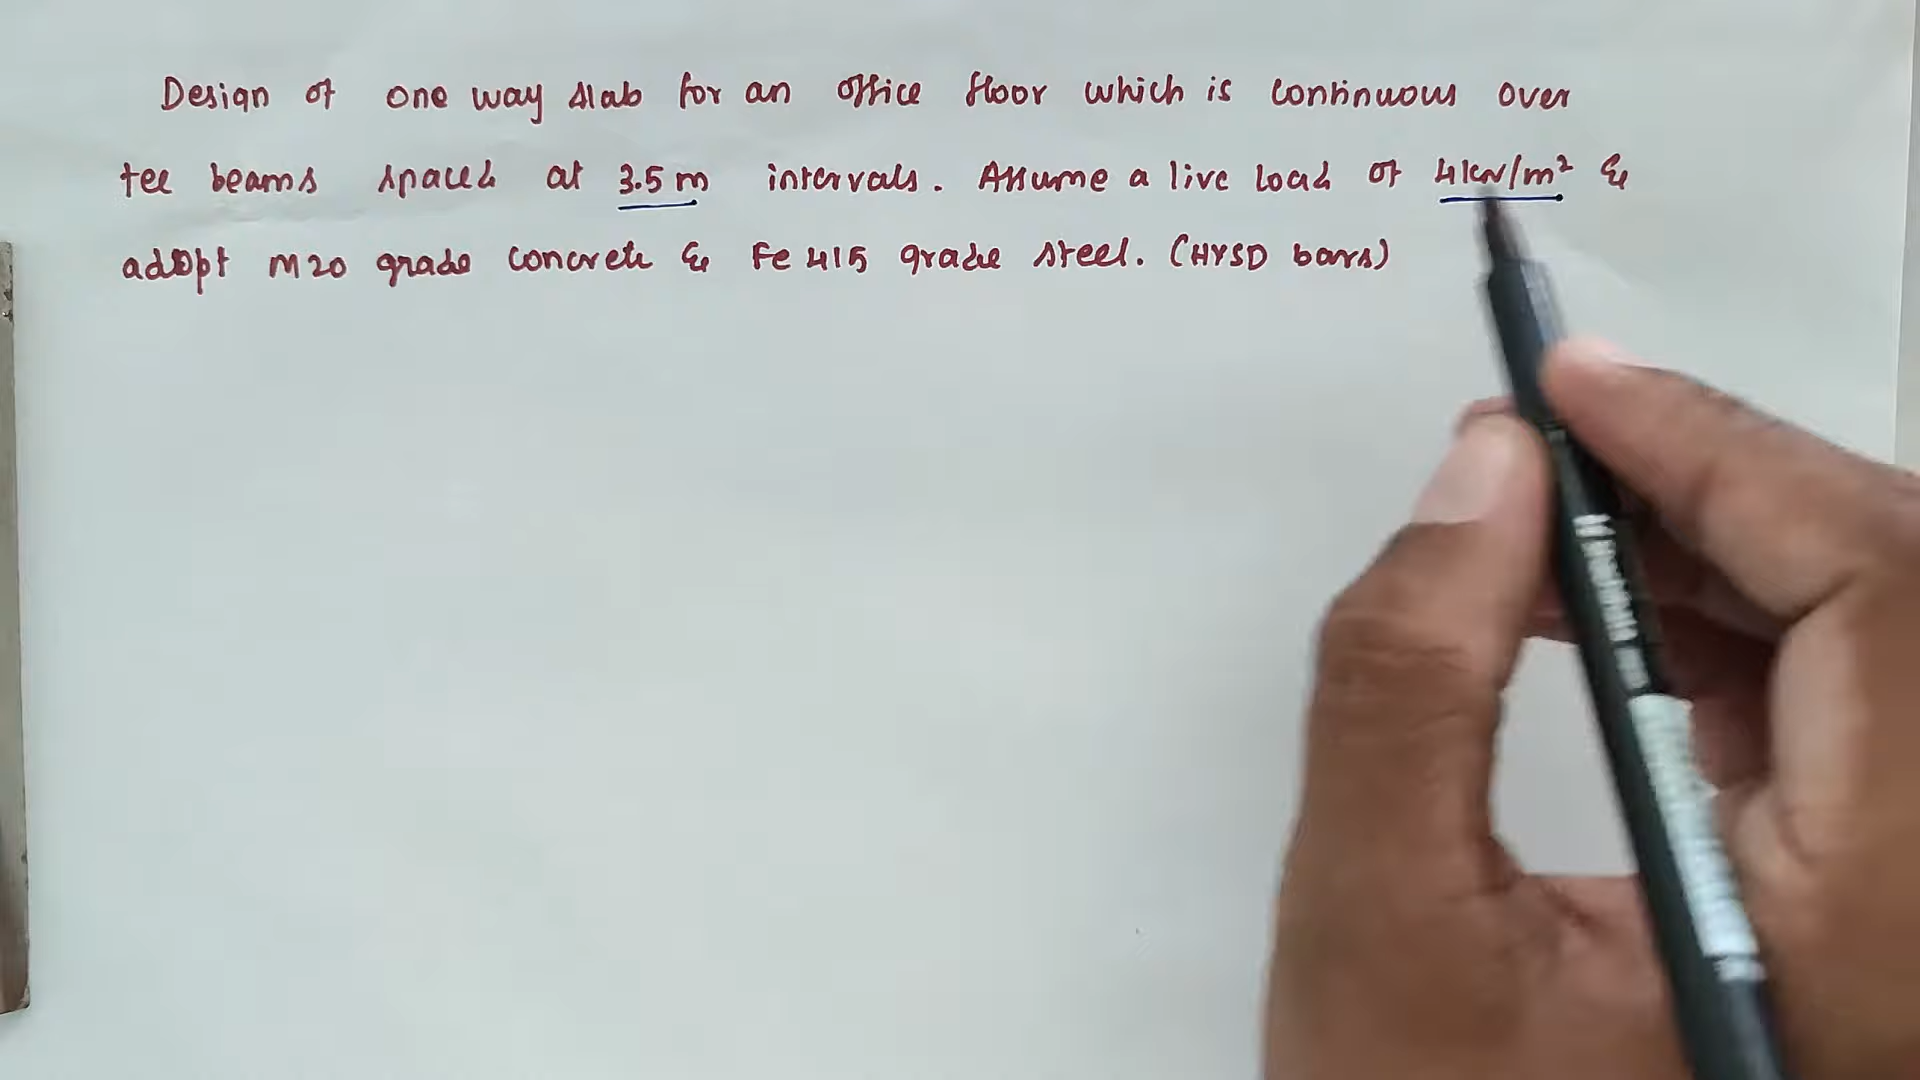 Design of one way slab for an office floor which is continuous over
tee beams spaced at 3.5 m intervals. Assume a live load of 4kN/m² &
adopt M20 grade concrete & Fe 415 grade steel. (HYSD bars)